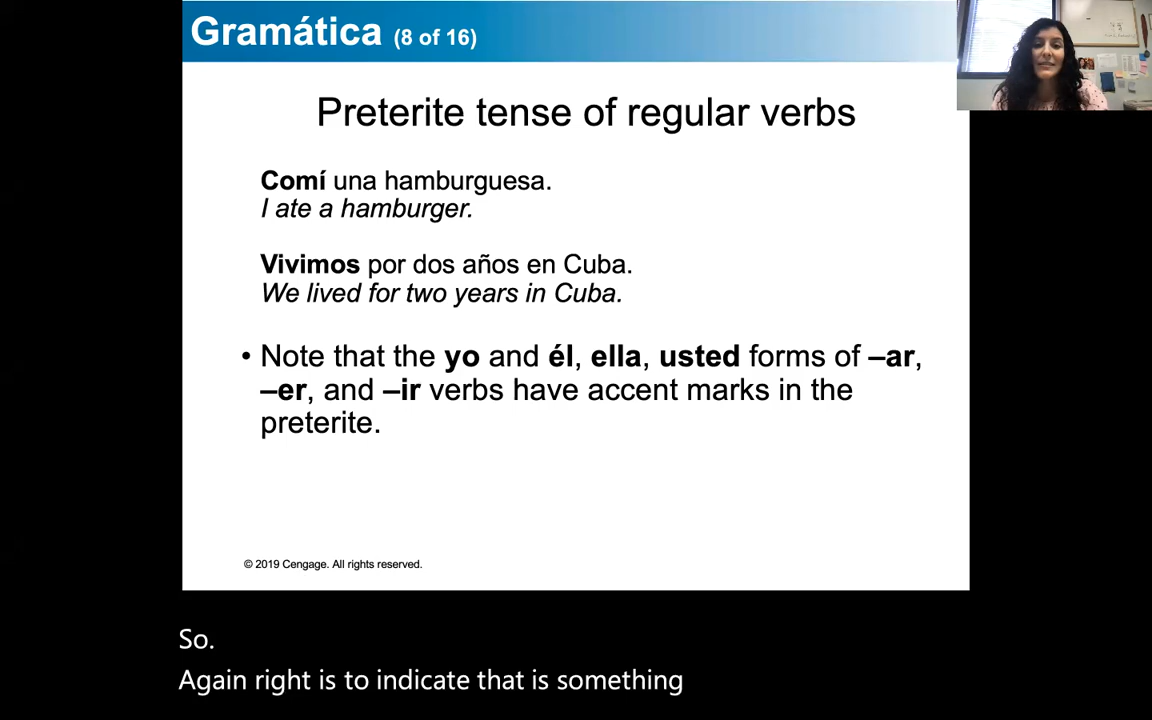 Gramática (8 of 16)
Preterite tense of regular verbs
Comí una hamburguesa.
I ate a hamburger.
Vivimos por dos años en Cuba.
We lived for two years in Cuba.
• Note that the yo and él, ella, usted forms of –ar,
–er, and –ir verbs have accent marks in the
preterite.
© 2019 Cengage. All rights reserved.
So.
Again right is to indicate that is something